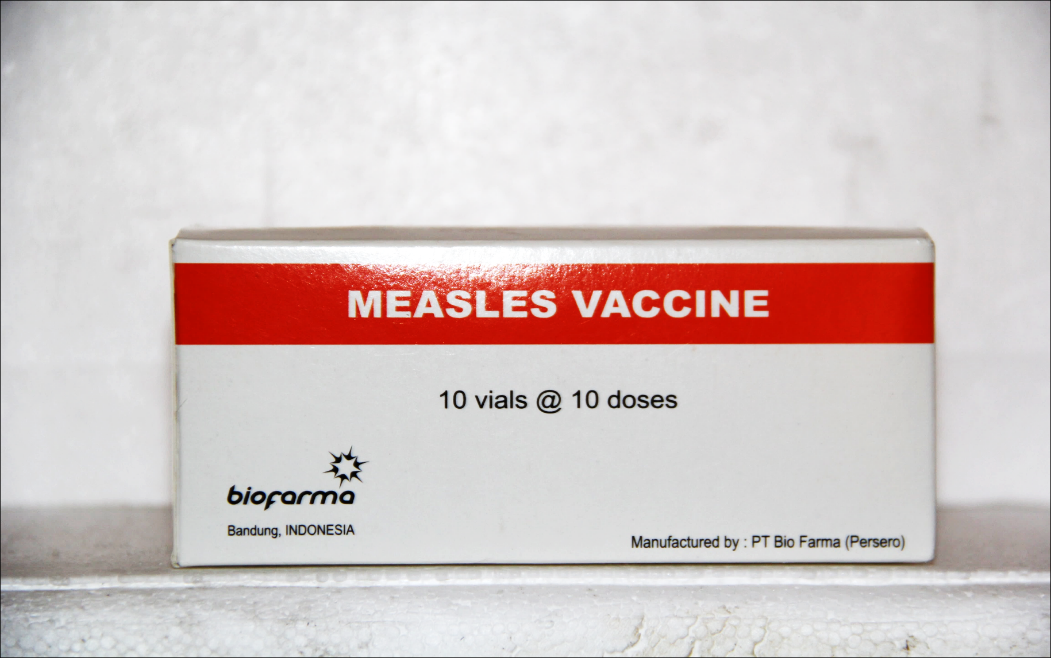 MEASLES VACCINE
10 vials @ 10 doses
biofarma
Bandung, INDONESIA
Manufactured by : PT Bio Farma (Persero)